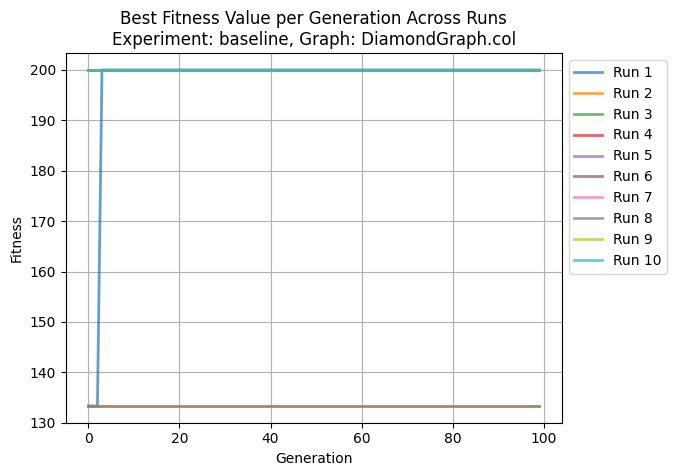 Best Fitness Value per Generation Across Runs
Experiment: baseline, Graph: DiamondGraph.col
200
190
180
170
160
150
140
130
Fitness
0 20 40 60 80 100
Generation
Run 1
Run 2
Run 3
Run 4
Run 5
Run 6
Run 7
Run 8
Run 9
Run 10